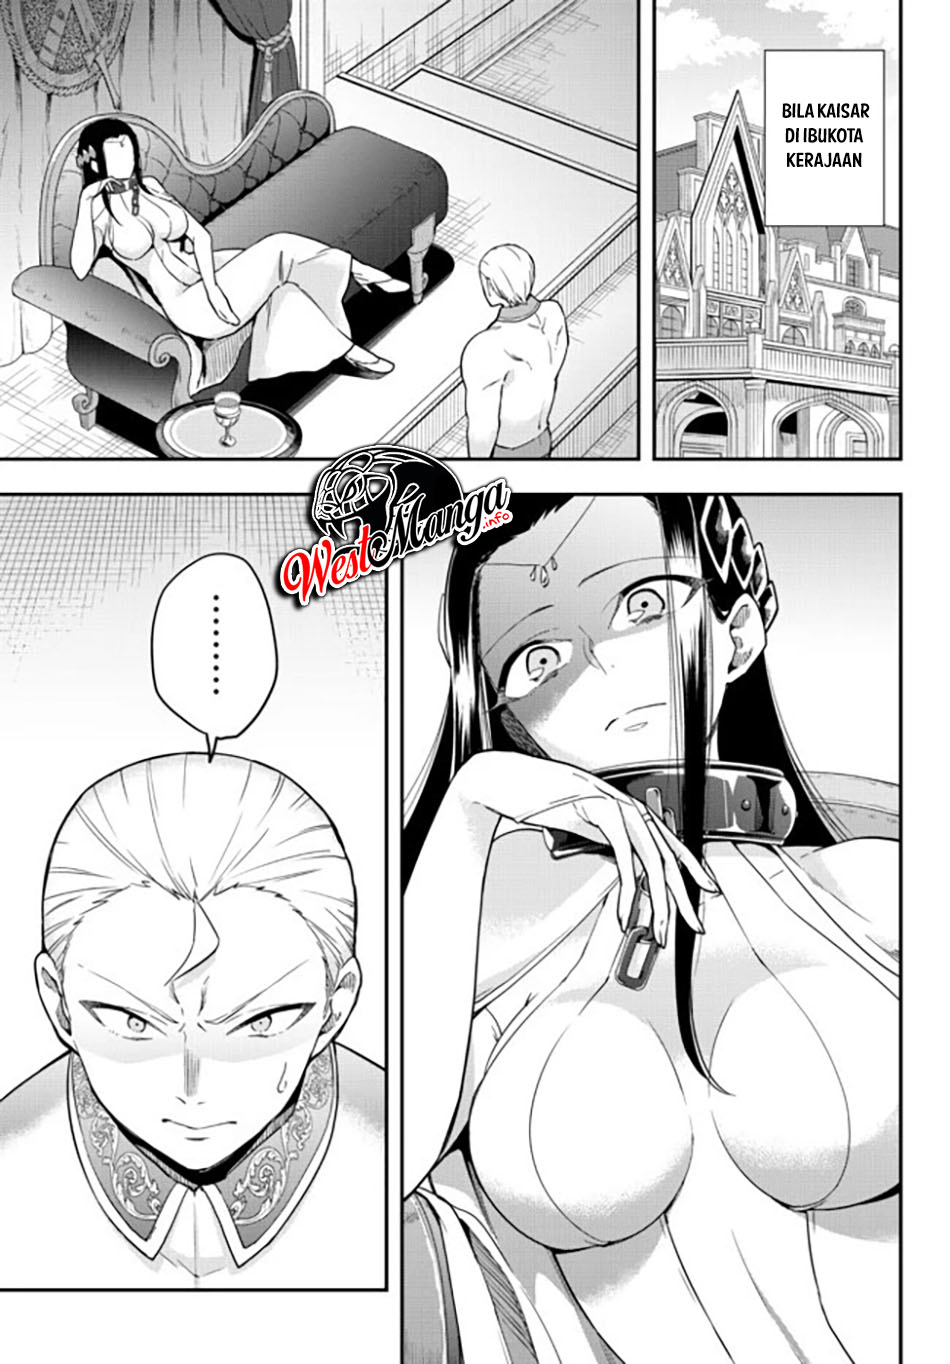 BILA KAISAR
DI IBUKOTA
KERAJAAN
WestManga
.info
........